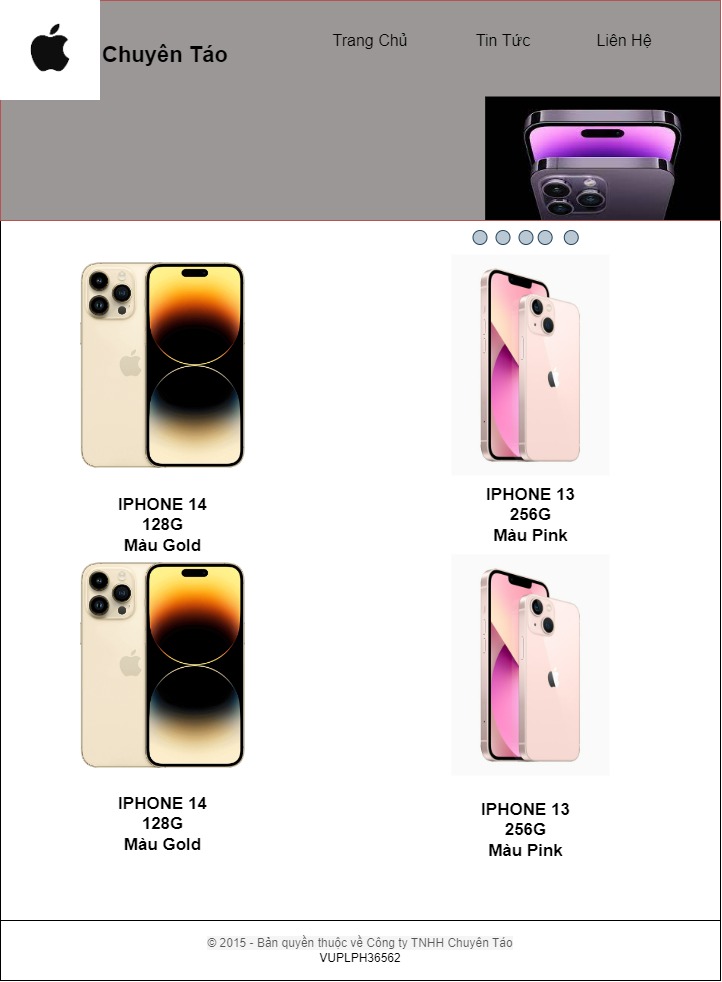 Chuyên Táo
Trang Chủ
Tin Tức
Liên Hệ
IPHONE 14
128G
Màu Gold
IPHONE 13
256G
Màu Pink
IPHONE 14
128G
Màu Gold
IPHONE 13
256G
Màu Pink
© 2015 - Bản quyền thuộc về Công ty TNHH Chuyên Táo
VUPLPH36562